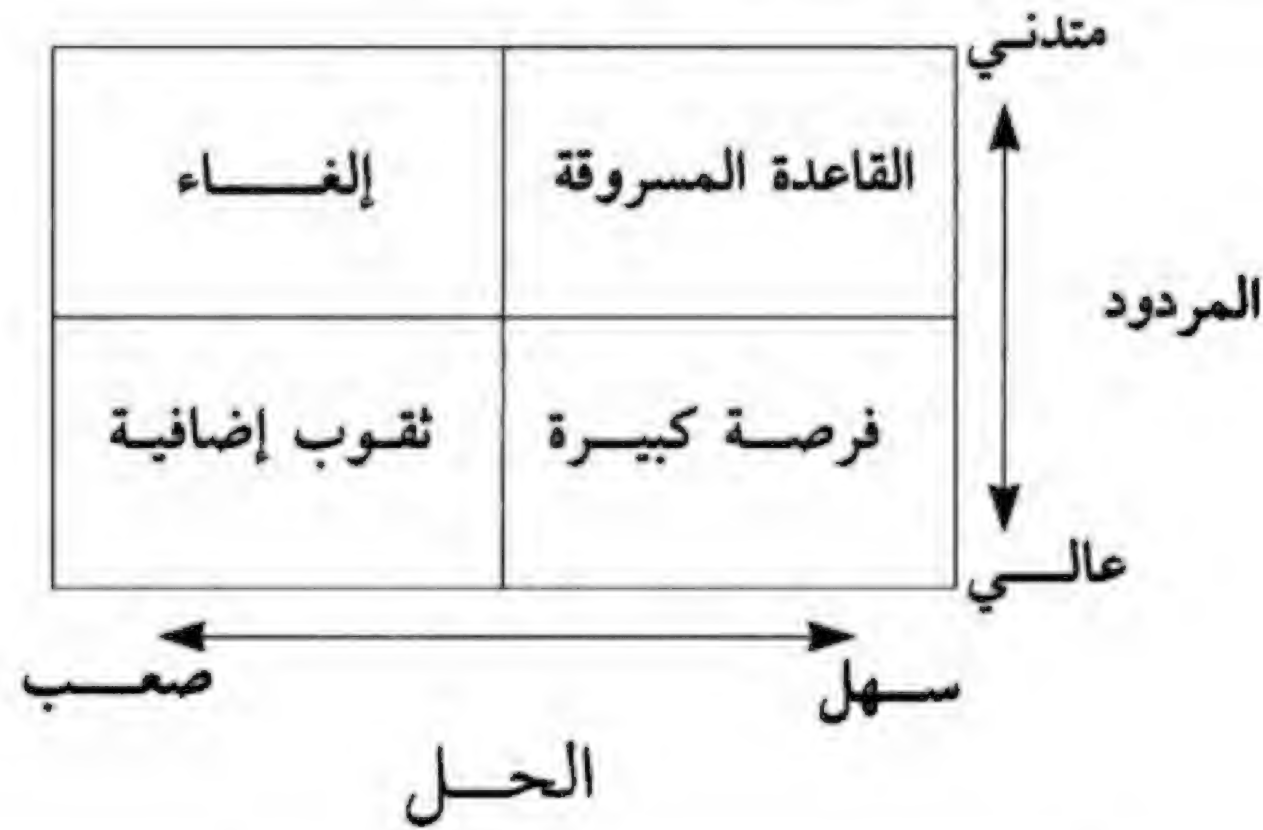 متدني
القاعدة المسروقة
إلغاء
المردود
فرصة كبيرة
ثقوب إضافية
عالي
سهل
صعب
الحل